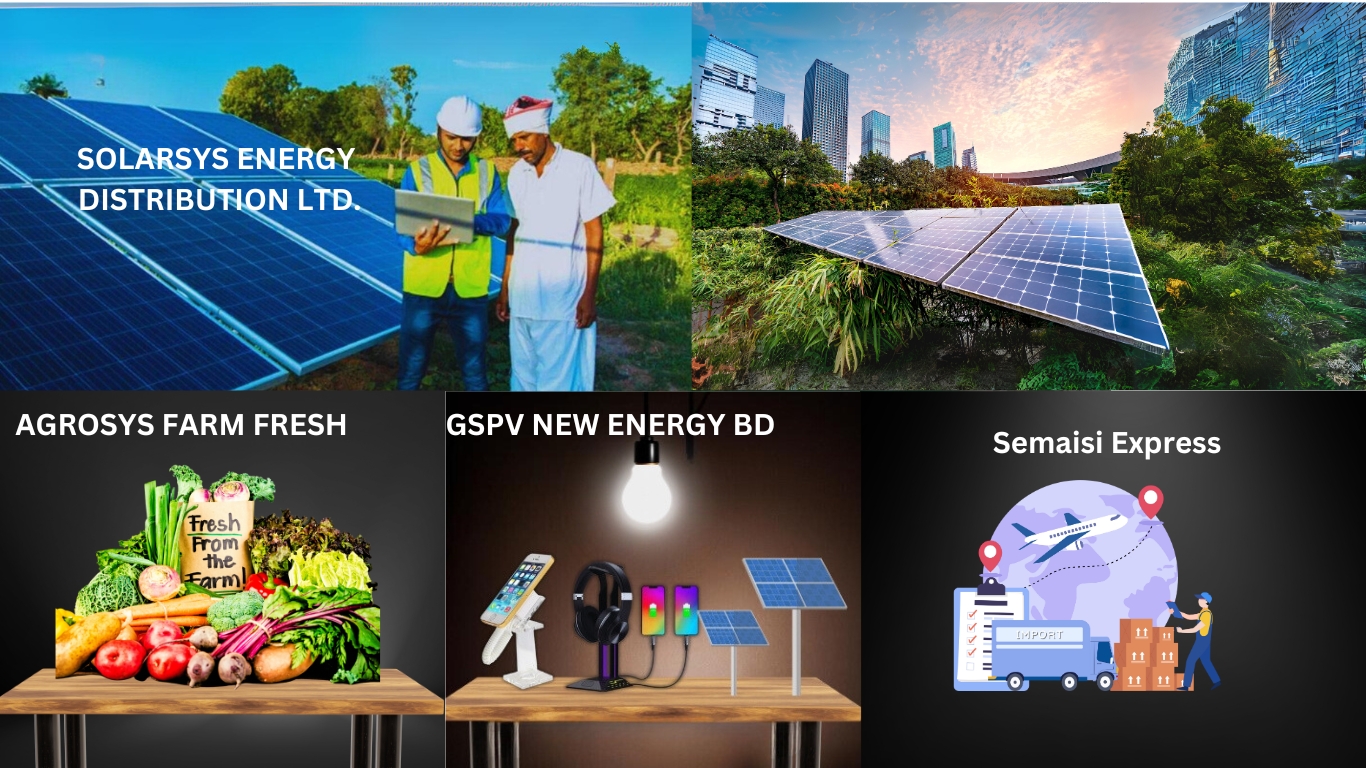 SOLARSYS ENERGY
DISTRIBUTION LTD.
AGROSYS FARM FRESH
Fresh
From
the
Farm!
GSPV NEW ENERGY BD
Semaisi Express
IMPORT